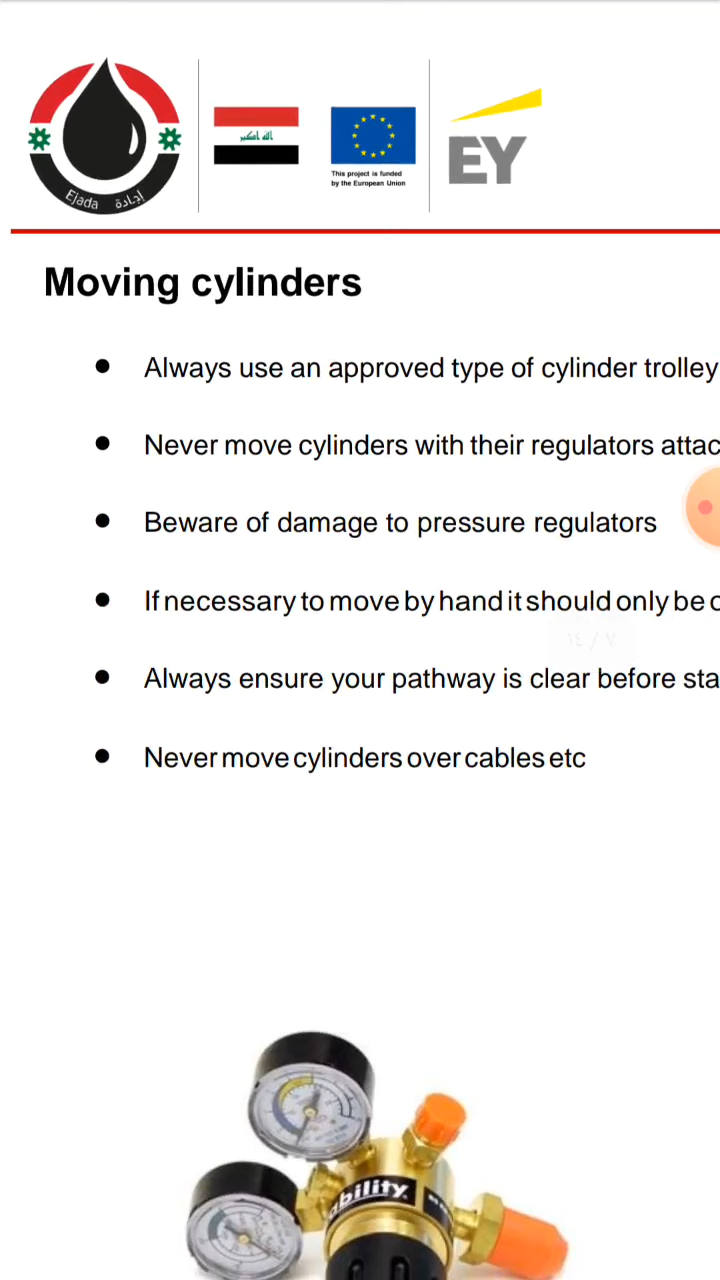 Ejada إجادة
الله اكبر
This project is funded
by the European Union
EY
Moving cylinders
● Always use an approved type of cylinder trolley
● Never move cylinders with their regulators attac
● Beware of damage to pressure regulators
● If necessary to move by hand it should only be
١٤ / ٧
● Always ensure your pathway is clear before sta
● Never move cylinders over cables etc
ability